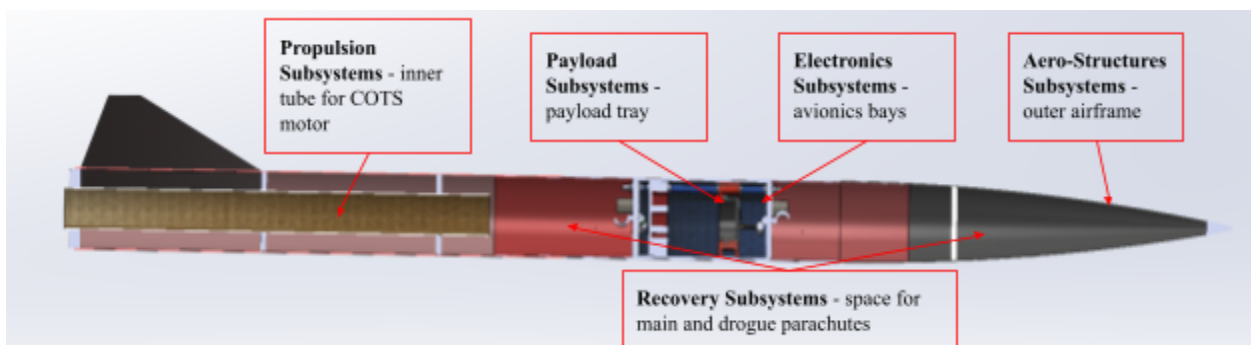 Propulsion
Subsystems - inner
tube for COTS
motor
Payload
Subsystems -
payload tray
Electronics
Subsystems -
avionics bays
Aero-Structures
Subsystems -
outer airframe
Recovery Subsystems - space for
main and drogue parachutes